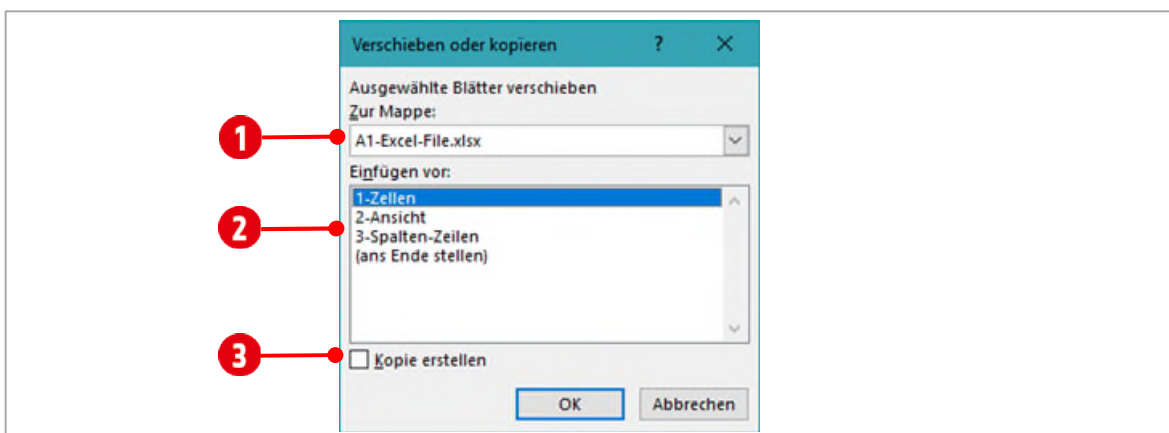 Verschieben oder kopieren ? ✕
Ausgewählte Blätter verschieben
Zur Mappe:
1
A1-Excel-File.xlsx
Einfügen vor:
1-Zellen
2-Ansicht
2
3-Spalten-Zeilen
(ans Ende stellen)
3
Kopie erstellen
OK Abbrechen